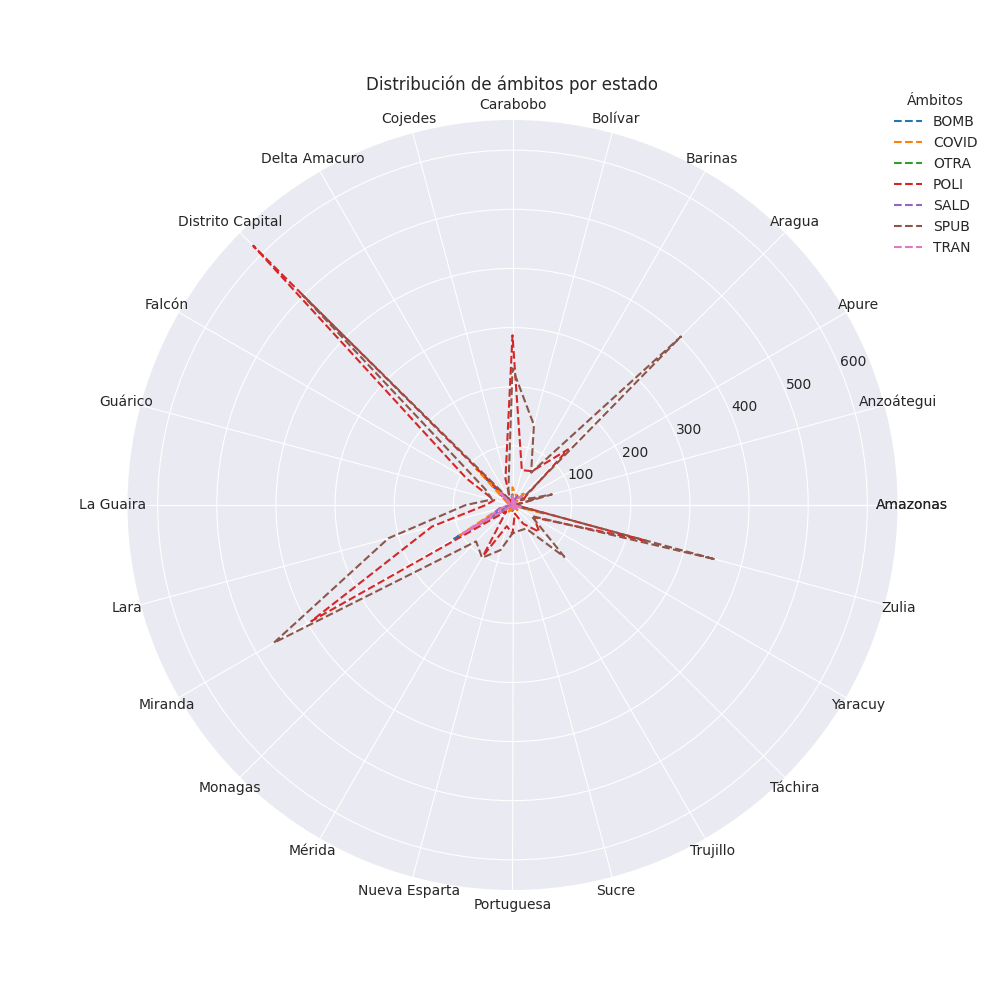 Distribución de ámbitos por estado
Carabobo
Cojedes
Bolívar
Delta Amacuro
Barinas
Distrito Capital
Aragua
Falcón
Apure
Guárico
Anzoátegui
La Guaira
Amazonas
Lara
Zulia
Miranda
Yaracuy
Monagas
Táchira
Mérida
Trujillo
Nueva Esparta
Sucre
Portuguesa
100
200
300
400
500
600
Ámbitos
BOMB
COVID
OTRA
POLI
SALD
SPUB
TRAN